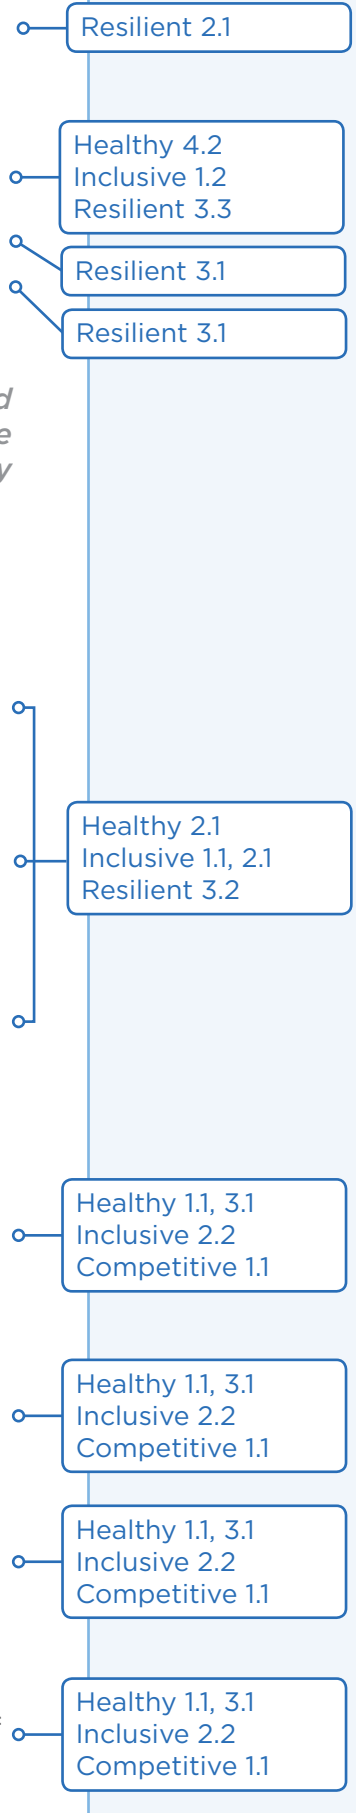 Resilient 2.1
Healthy 4.2
Inclusive 1.2
Resilient 3.3
Resilient 3.1
Resilient 3.1
Healthy 2.1
Inclusive 1.1, 2.1
Resilient 3.2
Healthy 1.1, 3.1
Inclusive 2.2
Competitive 1.1
Healthy 1.1, 3.1
Inclusive 2.2
Competitive 1.1
Healthy 1.1, 3.1
Inclusive 2.2
Competitive 1.1
Healthy 1.1, 3.1
Inclusive 2.2
Competitive 1.1